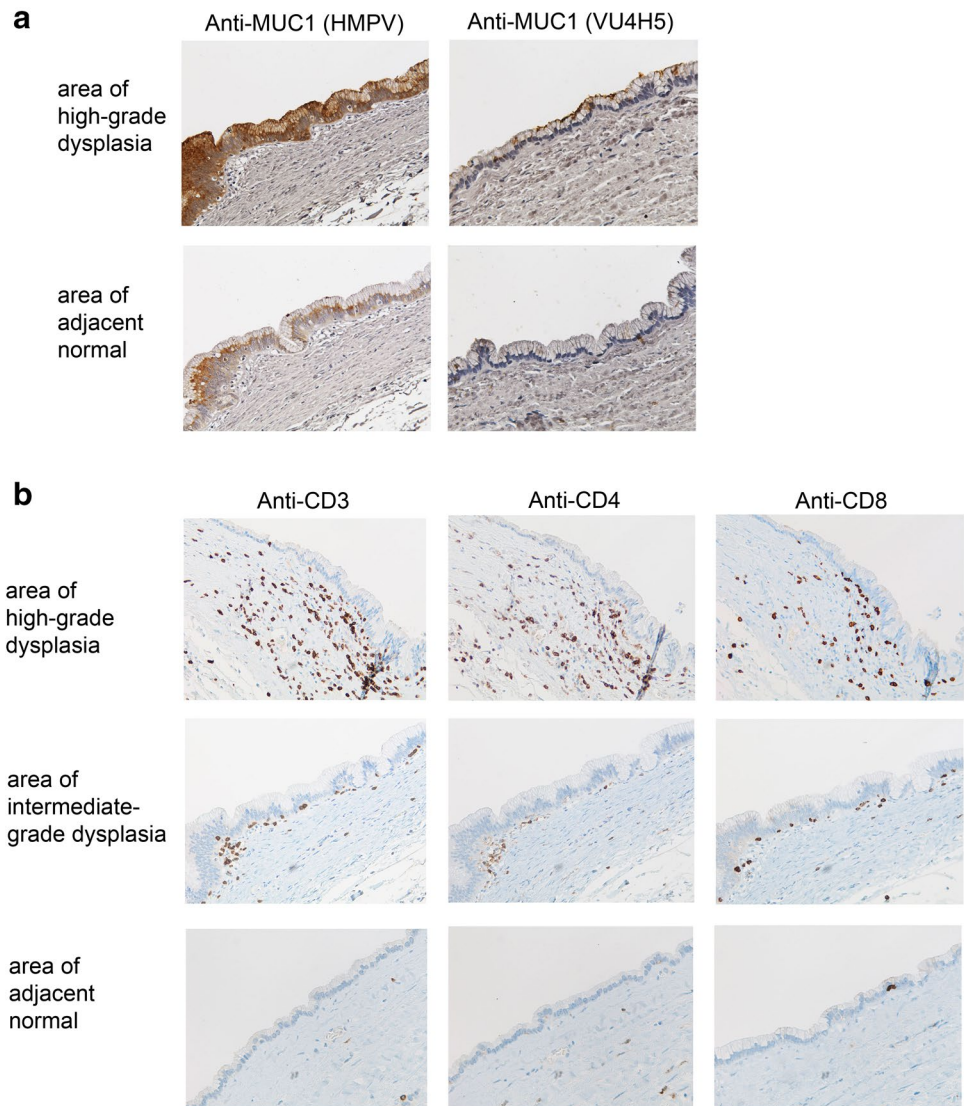 a
Anti-MUC1 (HMPV)
Anti-MUC1 (VU4H5)
area of
high-grade
dysplasia
area of
adjacent
normal
b
Anti-CD3
Anti-CD4
Anti-CD8
area of
high-grade
dysplasia
area of
intermediate-
grade dysplasia
area of
adjacent
normal